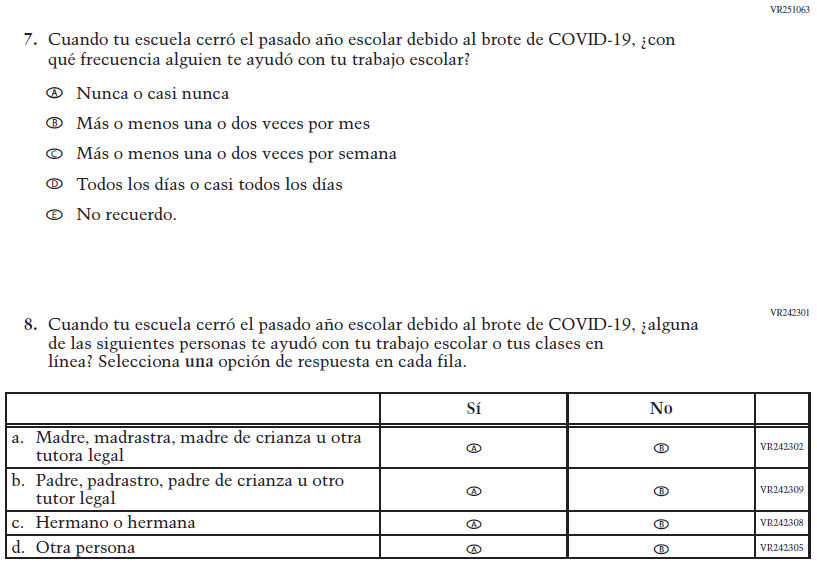 VR251063
7. Cuando tu escuela cerró el pasado año escolar debido al brote de COVID-19, ¿con
qué frecuencia alguien te ayudó con tu trabajo escolar?
A Nunca o casi nunca
B Más o menos una o dos veces por mes
C Más o menos una o dos veces por semana
D Todos los días o casi todos los días
E No recuerdo.
VR242301
8. Cuando tu escuela cerró el pasado año escolar debido al brote de COVID-19, ¿alguna
de las siguientes personas te ayudó con tu trabajo escolar o tus clases en
línea? Selecciona una opción de respuesta en cada fila.
Sí No
a. Madre, madrastra, madre de crianza u otra
tutora legal
A B VR242302
b. Padre, padrastro, padre de crianza u otro
tutor legal
A B VR242309
c. Hermano o hermana A B VR242308
d. Otra persona A B VR242305